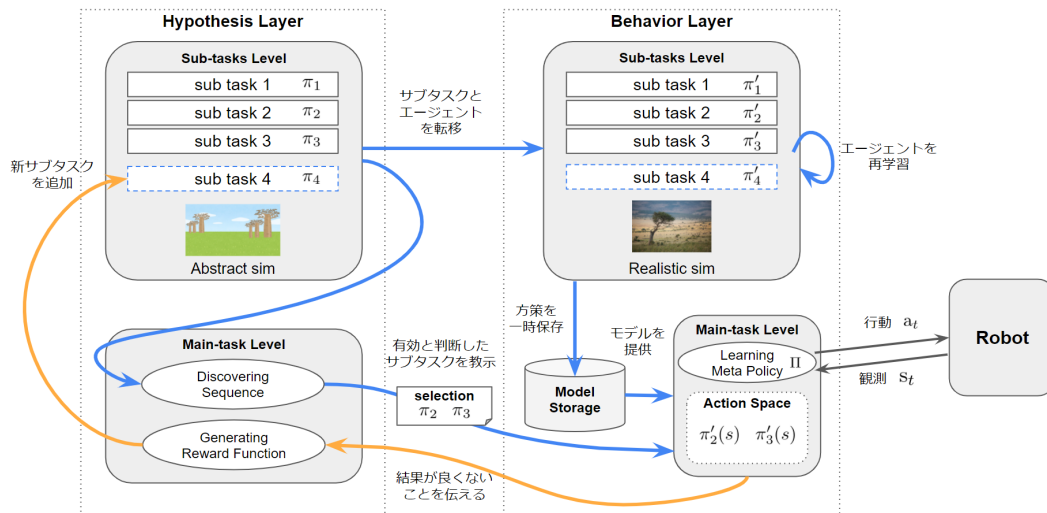 Hypothesis Layer
Sub-tasks Level
sub task 1 π₁
sub task 2 π₂
sub task 3 π₃
sub task 4 π₄
Abstract sim
新サブタスク
を追加
サブタスクと
エージェント
を転移
Behavior Layer
Sub-tasks Level
sub task 1 π′₁
sub task 2 π′₂
sub task 3 π′₃
sub task 4 π′₄
Realistic sim
エージェントを
再学習
Main-task Level
Discovering
Sequence
Generating
Reward Function
有効と判断した
サブタスクを教示
selection
π₂ π₃
方策を
一時保存
モデルを
提供
Model
Storage
Main-task Level
Learning
Meta Policy Π
Action Space
π′₂(s) π′₃(s)
行動 aₜ
観測 sₜ
Robot
結果が良くない
ことを伝える